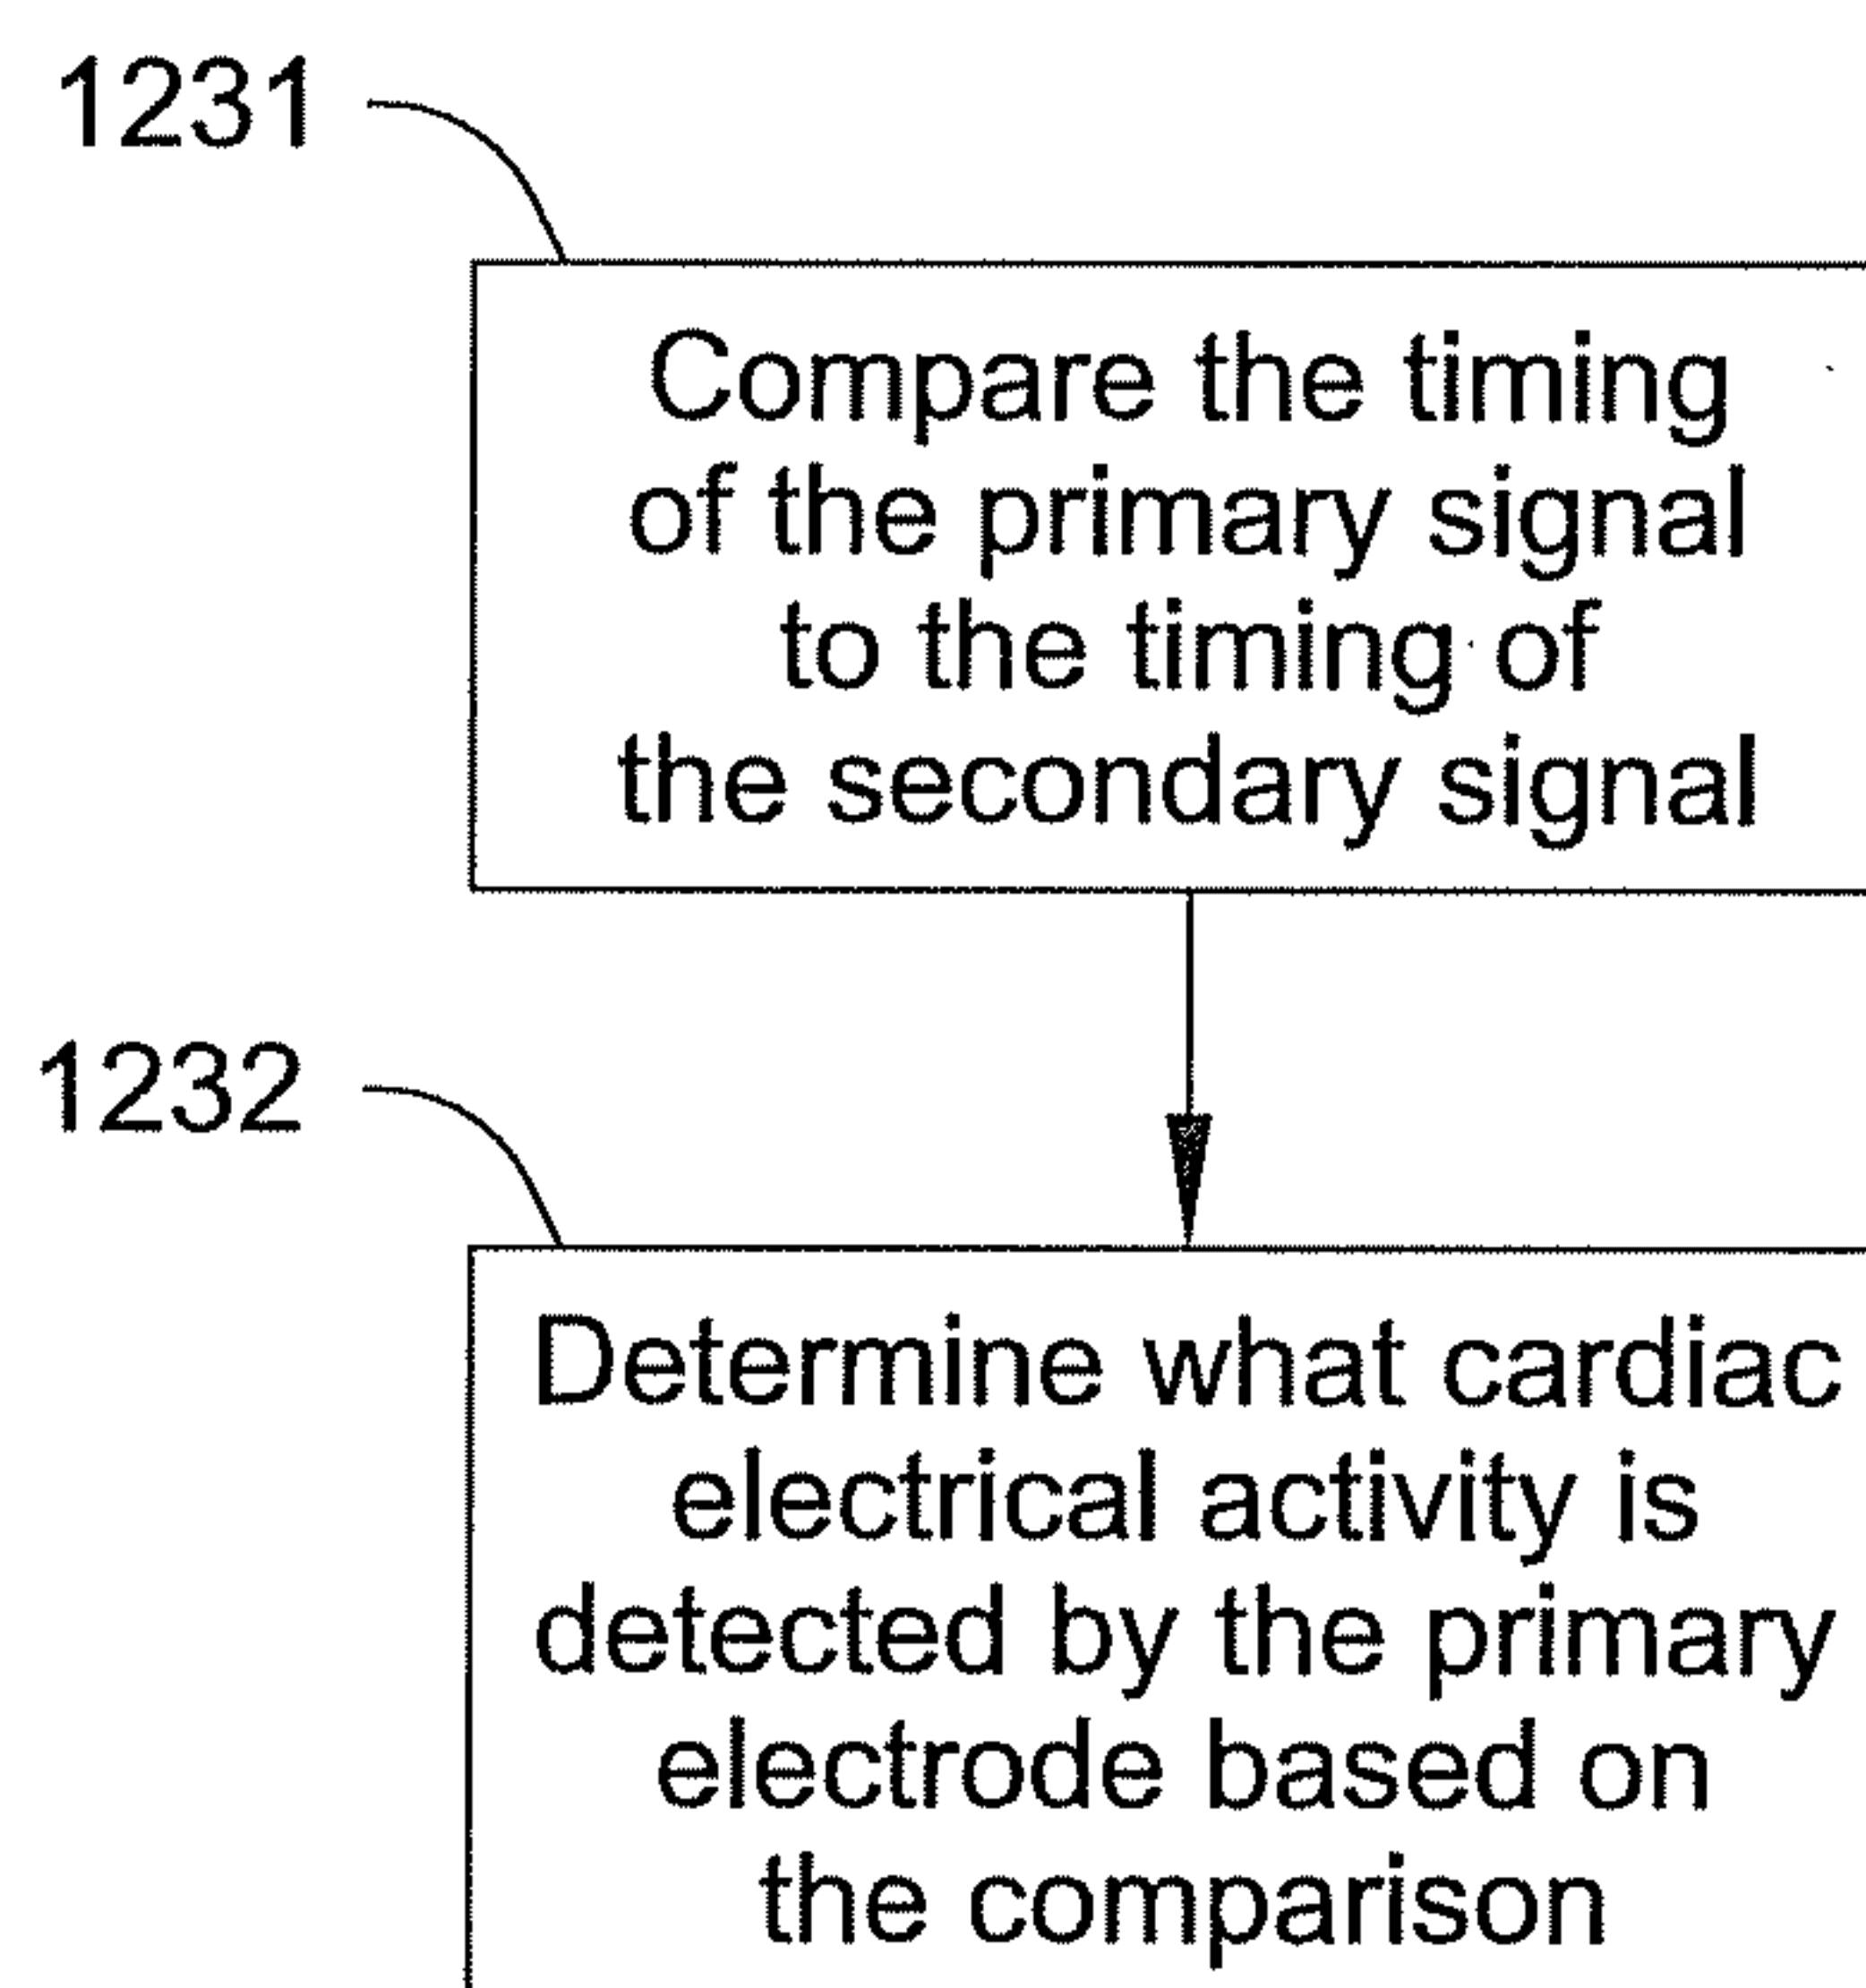 1231
Compare the timing
of the primary signal
to the timing of
the secondary signal
1232
Determine what cardiac
electrical activity is
detected by the primary
electrode based on
the comparison